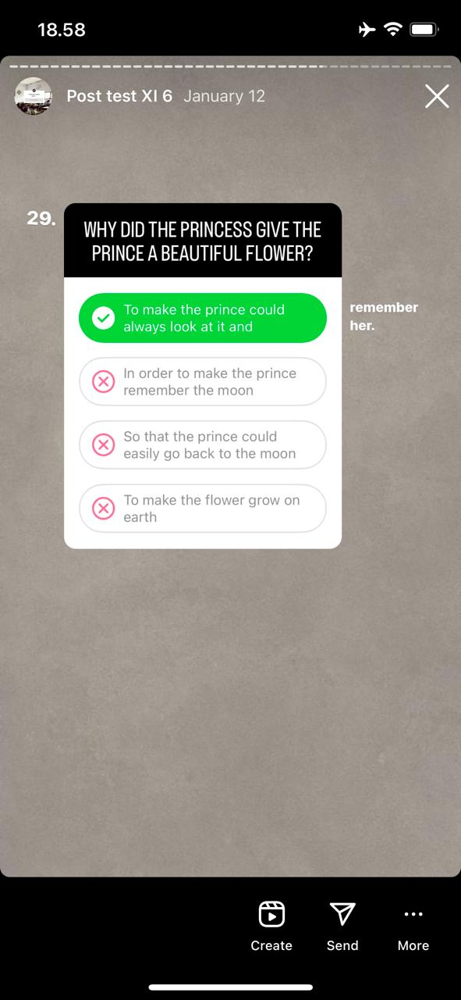 18.58
Post test XI 6 January 12
29.
WHY DID THE PRINCESS GIVE THE
PRINCE A BEAUTIFUL FLOWER?
To make the prince could
always look at it and
remember
her.
In order to make the prince
remember the moon
So that the prince could
easily go back to the moon
To make the flower grow on
earth
Create Send More